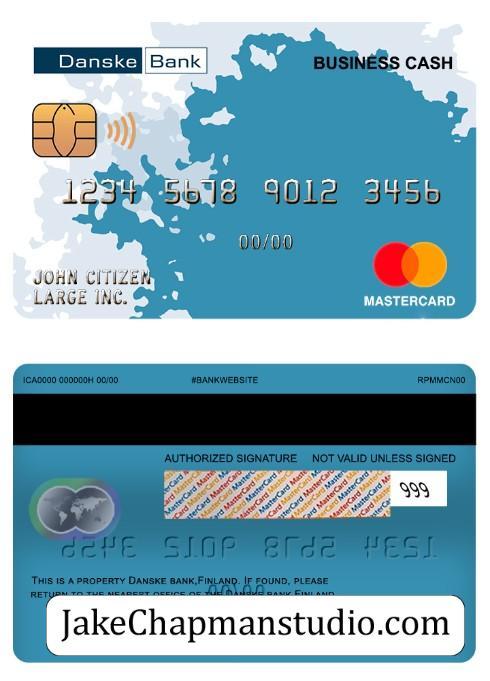 Danske Bank
BUSINESS CASH
1234 5678 9012 3456
00/00
JOHN CITIZEN
LARGE INC.
MASTERCARD
ICA0000 000000H 00/00 #BANKWEBSITE RPMMCN00
AUTHORIZED SIGNATURE NOT VALID UNLESS SIGNED
MasterCard MasterCard MasterCard
999
1234 5678 9012 3456
THIS IS A PROPERTY DANSKE BANK,FINLAND. IF FOUND, PLEASE
RETURN TO THE NEAREST OFFICE OF THE DANSKE BANK FINLAND
00/00
JakeChapmanstudio.com